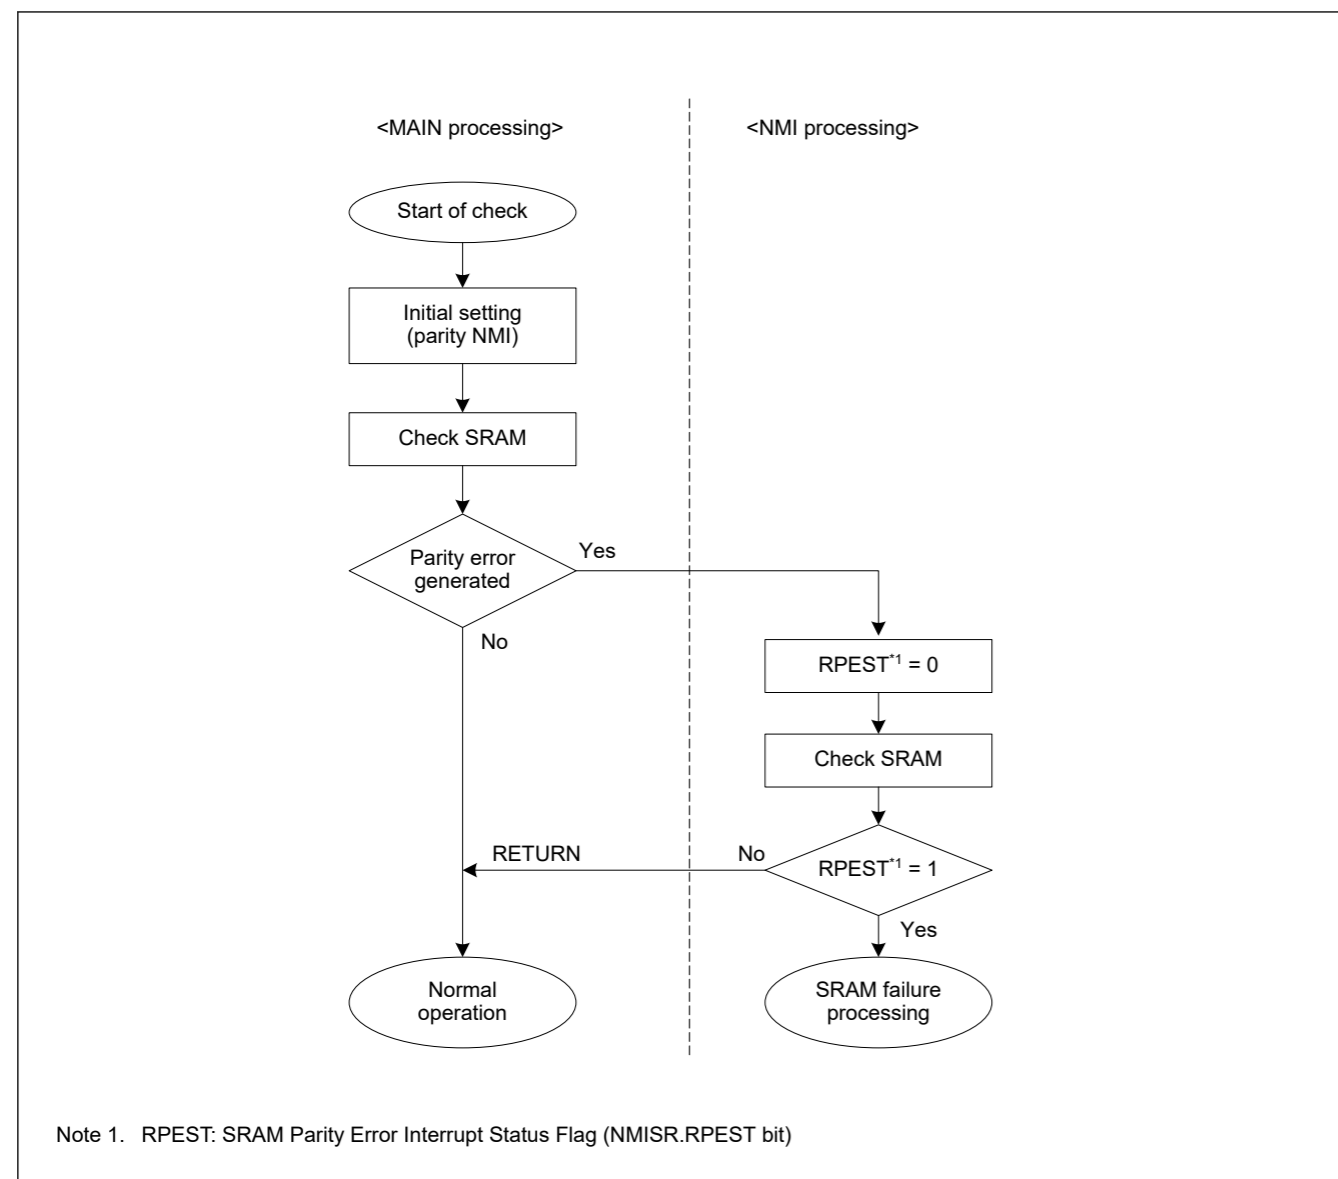 <MAIN processing>
<NMI processing>
Start of check
Initial setting
(parity NMI)
Check SRAM
Parity error
generated
Yes
No
RPEST*1 = 0
Check SRAM
RPEST*1 = 1
No
RETURN
Yes
Normal
operation
SRAM failure
processing
Note 1. RPEST: SRAM Parity Error Interrupt Status Flag (NMISR.RPEST bit)